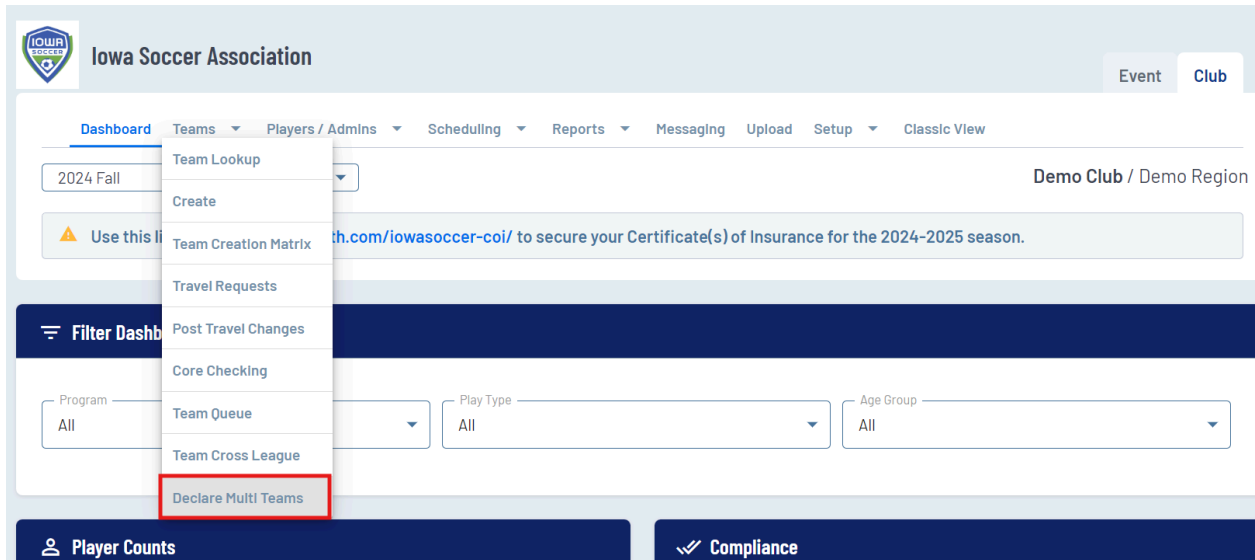 IOWA
SOCCER
Iowa Soccer Association
Event Club
Dashboard Teams Players / Admins Scheduling Reports Messaging Upload Setup Classic View
Team Lookup
2024 Fall
Demo Club / Demo Region
Create
Use this li
Team Creation Matrix
th.com/iowasoccer-coi/ to secure your Certificate(s) of Insurance for the 2024-2025 season.
Travel Requests
Filter Dashb
Post Travel Changes
Core Checking
Program Play Type Age Group
All All All
Team Queue
Team Cross League
Declare Multi Teams
Player Counts Compliance